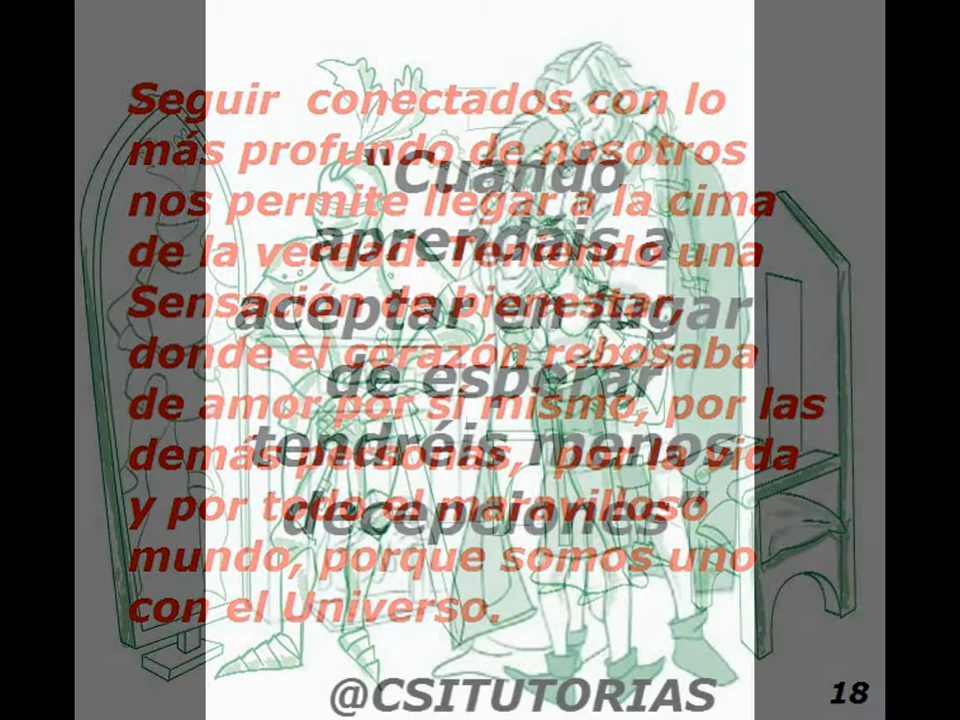 Seguir conectados con lo
más profundo de nosotros
nos permite llegar a la cima
de la verdad. Teniendo una
Sensación da bienestar,
donde el corazón rebosaba
de amor por sí mismo, por las
demás personas, por la vida
y por todo el maravilloso
mundo, porque somos uno
con el Universo.
"Cuando
aprendáis a
aceptar en lugar
de esperar
tendréis menos
decepciones"
@CSITUTORIAS
18